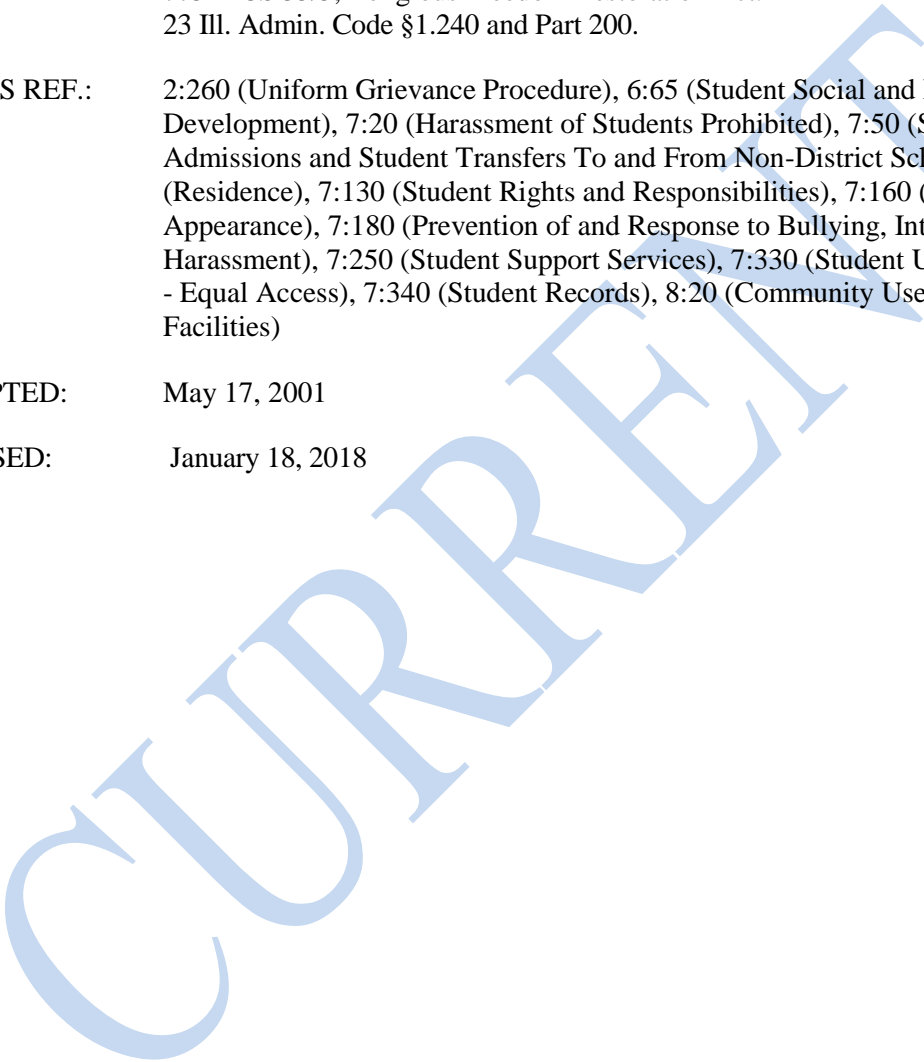 23 Ill. Admin. Code §1.240 and Part 200.
S REF.: 2:260 (Uniform Grievance Procedure), 6:65 (Student Social and
Development), 7:20 (Harassment of Students Prohibited), 7:50 (S
Admissions and Student Transfers To and From Non-District Sc
(Residence), 7:130 (Student Rights and Responsibilities), 7:160 (
Appearance), 7:180 (Prevention of and Response to Bullying, Int
Harassment), 7:250 (Student Support Services), 7:330 (Student U
- Equal Access), 7:340 (Student Records), 8:20 (Community Use
Facilities)
PTED: May 17, 2001
SED: January 18, 2018
CURREN